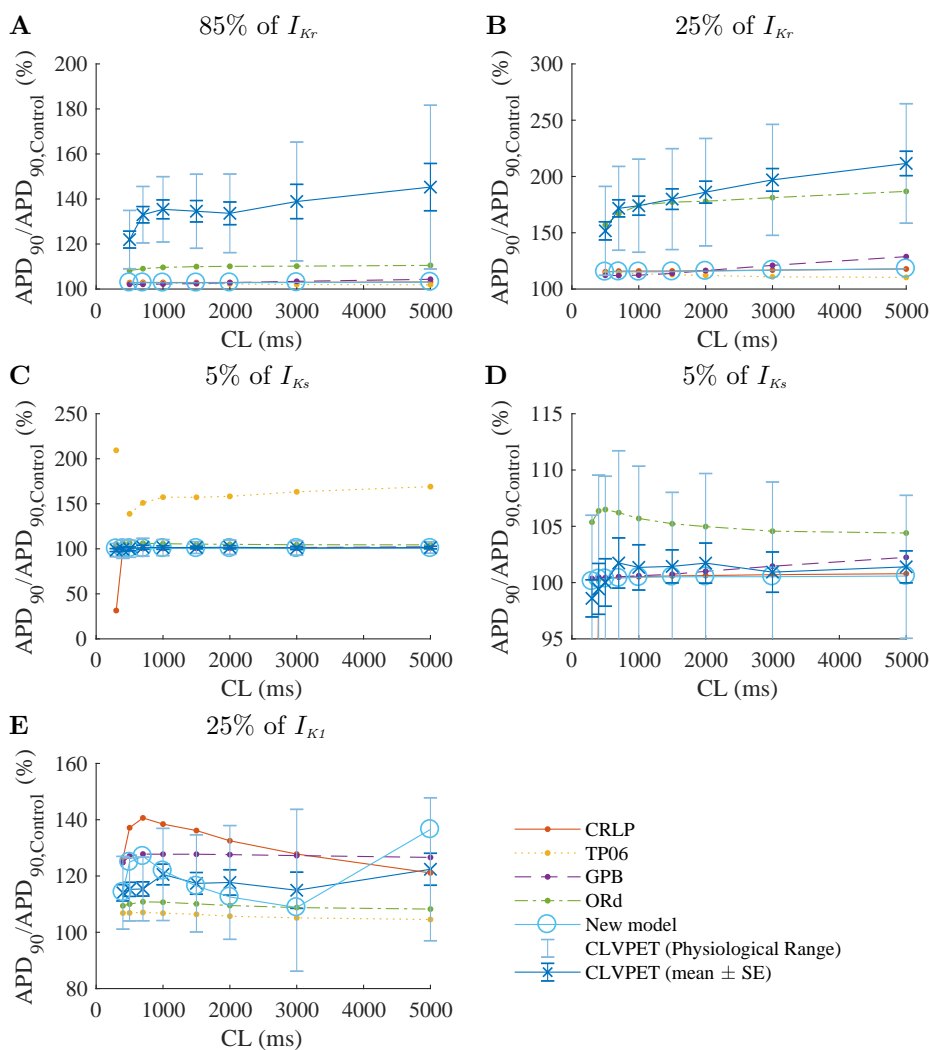 A 85% of I_Kr
APD_90/APD_90,Control (%)
200
180
160
140
120
100
0 1000 2000 3000 4000 5000
CL (ms)
B 25% of I_Kr
APD_90/APD_90,Control (%)
300
250
200
150
100
0 1000 2000 3000 4000 5000
CL (ms)
C 5% of I_Ks
APD_90/APD_90,Control (%)
250
200
150
100
50
0
0 1000 2000 3000 4000 5000
CL (ms)
D 5% of I_Ks
APD_90/APD_90,Control (%)
115
110
105
100
95
0 1000 2000 3000 4000 5000
CL (ms)
E 25% of I_K1
APD_90/APD_90,Control (%)
160
140
120
100
80
0 1000 2000 3000 4000 5000
CL (ms)
CRLP
TP06
GPB
ORd
New model
CLVPET (Physiological Range)
CLVPET (mean ± SE)